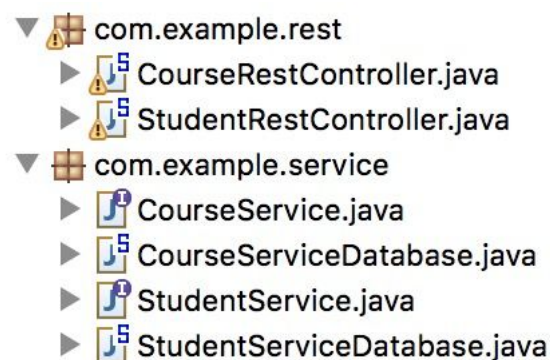 com.example.rest
CourseRestController.java
StudentRestController.java
com.example.service
CourseService.java
CourseServiceDatabase.java
StudentService.java
StudentServiceDatabase.java